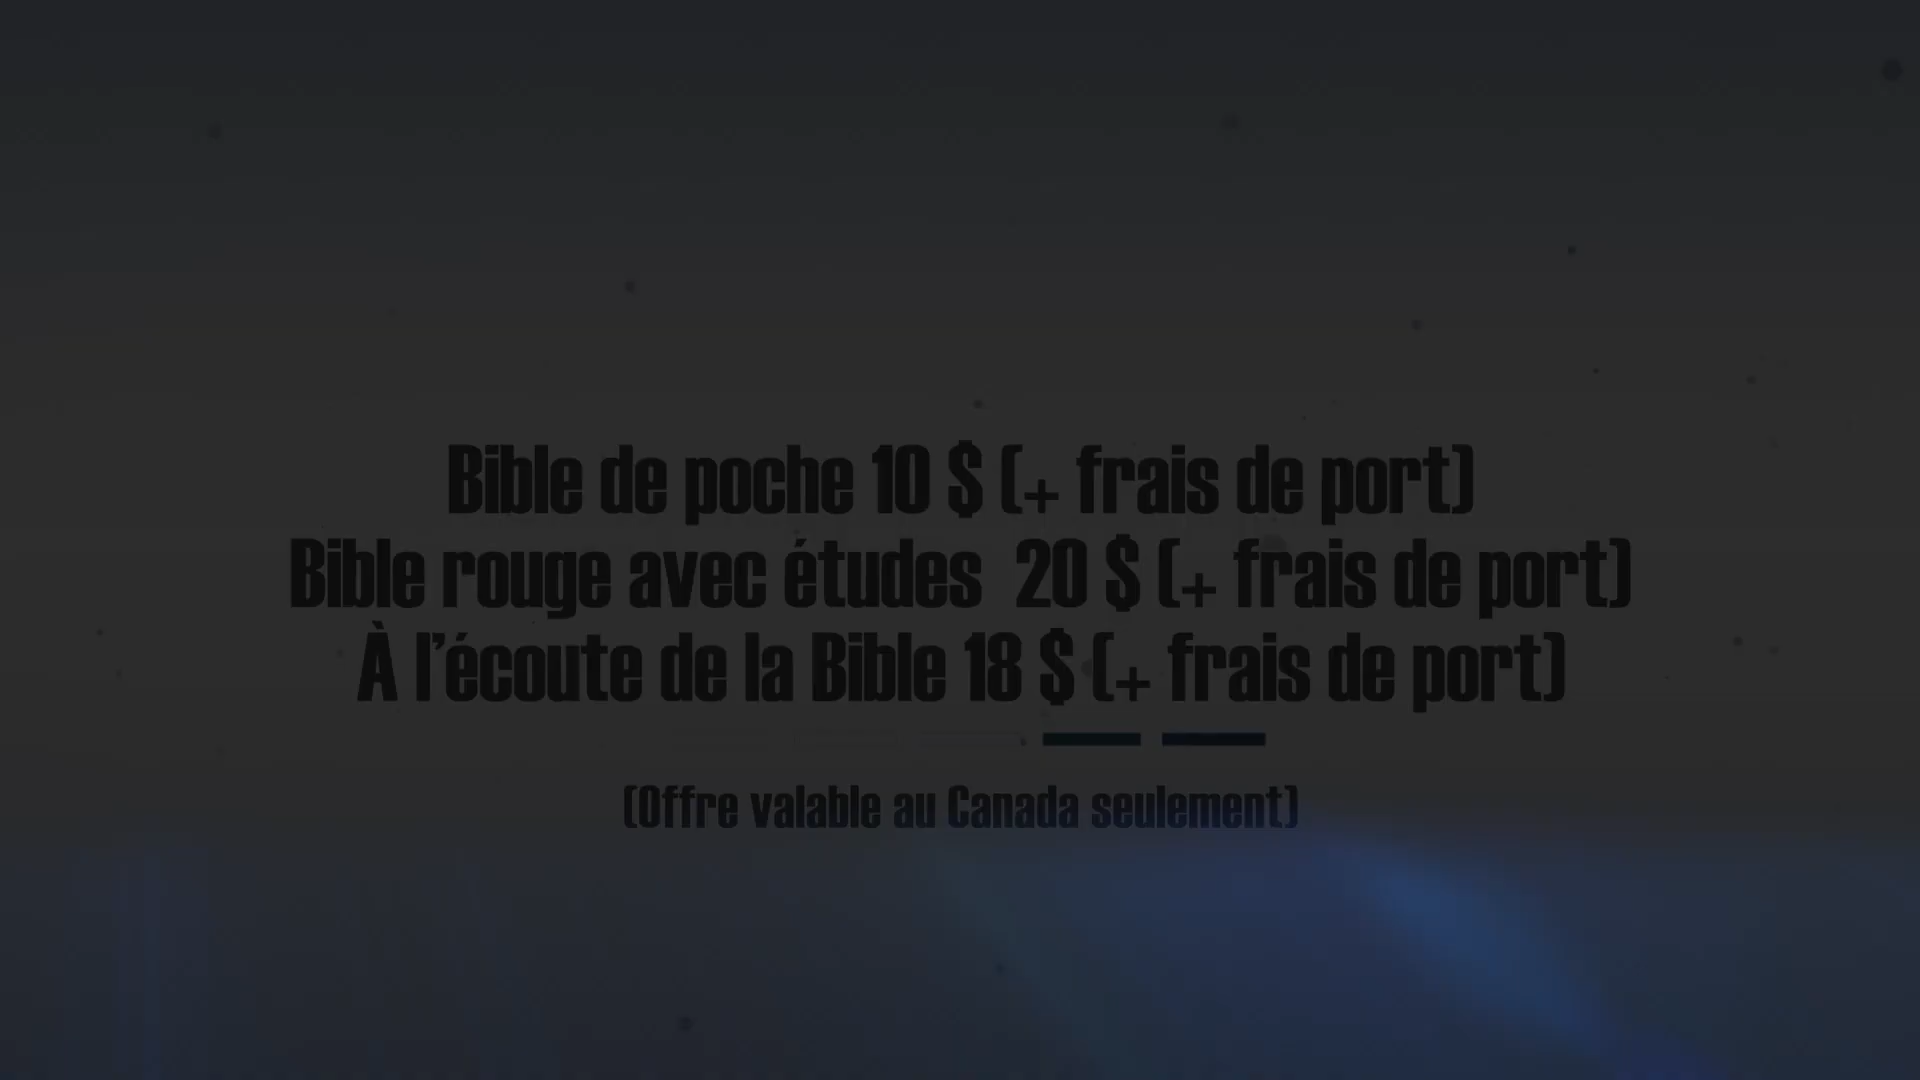 Bible de poche 10 $ (+ frais de port)
Bible rouge avec études  20 $ (+ frais de port)
À l'écoute de la Bible 18 $ (+ frais de port)
(Offre valable au Canada seulement)